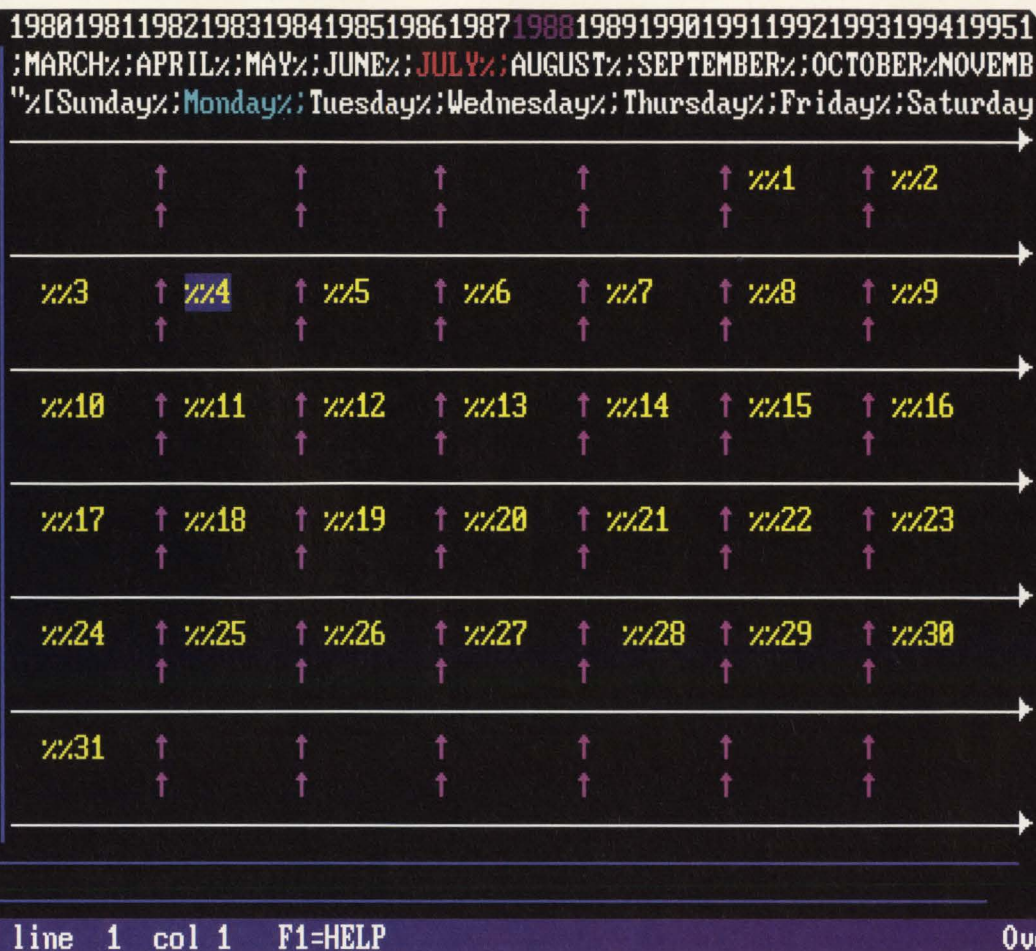 19801981198219831984198519861987198819891990199119921993199419951
;MARCH%;APRIL%;MAY%;JUNE%;JULY%;AUGUST%;SEPTEMBER%;OCTOBER%NOVEMB
"%[Sunday%;Monday%;Tuesday%;Wednesday%;Thursday%;Friday%;Saturday
↑ ↑ ↑ ↑ ↑ %%1 ↑ %%2
↑ ↑ ↑ ↑ ↑ ↑
%%3 ↑ %%4 ↑ %%5 ↑ %%6 ↑ %%7 ↑ %%8 ↑ %%9
↑ ↑ ↑ ↑ ↑ ↑
%%10 ↑ %%11 ↑ %%12 ↑ %%13 ↑ %%14 ↑ %%15 ↑ %%16
↑ ↑ ↑ ↑ ↑ ↑
%%17 ↑ %%18 ↑ %%19 ↑ %%20 ↑ %%21 ↑ %%22 ↑ %%23
↑ ↑ ↑ ↑ ↑ ↑
%%24 ↑ %%25 ↑ %%26 ↑ %%27 ↑ %%28 ↑ %%29 ↑ %%30
↑ ↑ ↑ ↑ ↑ ↑
%%31 ↑ ↑ ↑ ↑ ↑ ↑
↑ ↑ ↑ ↑ ↑ ↑
line 1 col 1 F1=HELP Ov